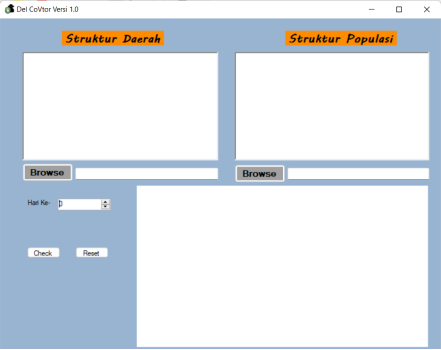 Del CoVtor Versi 1.0
Struktur Daerah
Struktur Populasi
Browse
Browse
Hari Ke-
0
Check
Reset